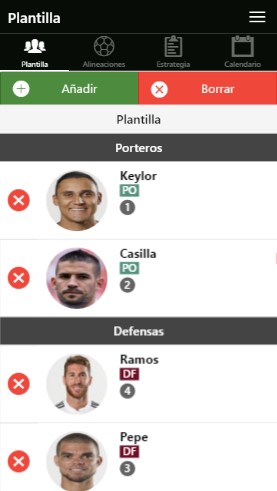 Plantilla
Plantilla Alineaciones Estrategia Calendario
Añadir Borrar
Plantilla
Porteros
Keylor
PO
1
Casilla
PO
2
Defensas
Ramos
DF
4
Pepe
DF
3